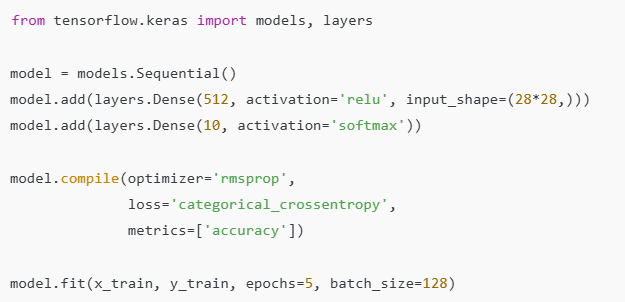 from tensorflow.keras import models, layers
model = models.Sequential()
model.add(layers.Dense(512, activation='relu', input_shape=(28*28,)))
model.add(layers.Dense(10, activation='softmax'))
model.compile(optimizer='rmsprop',
loss='categorical_crossentropy',
metrics=['accuracy'])
model.fit(x_train, y_train, epochs=5, batch_size=128)